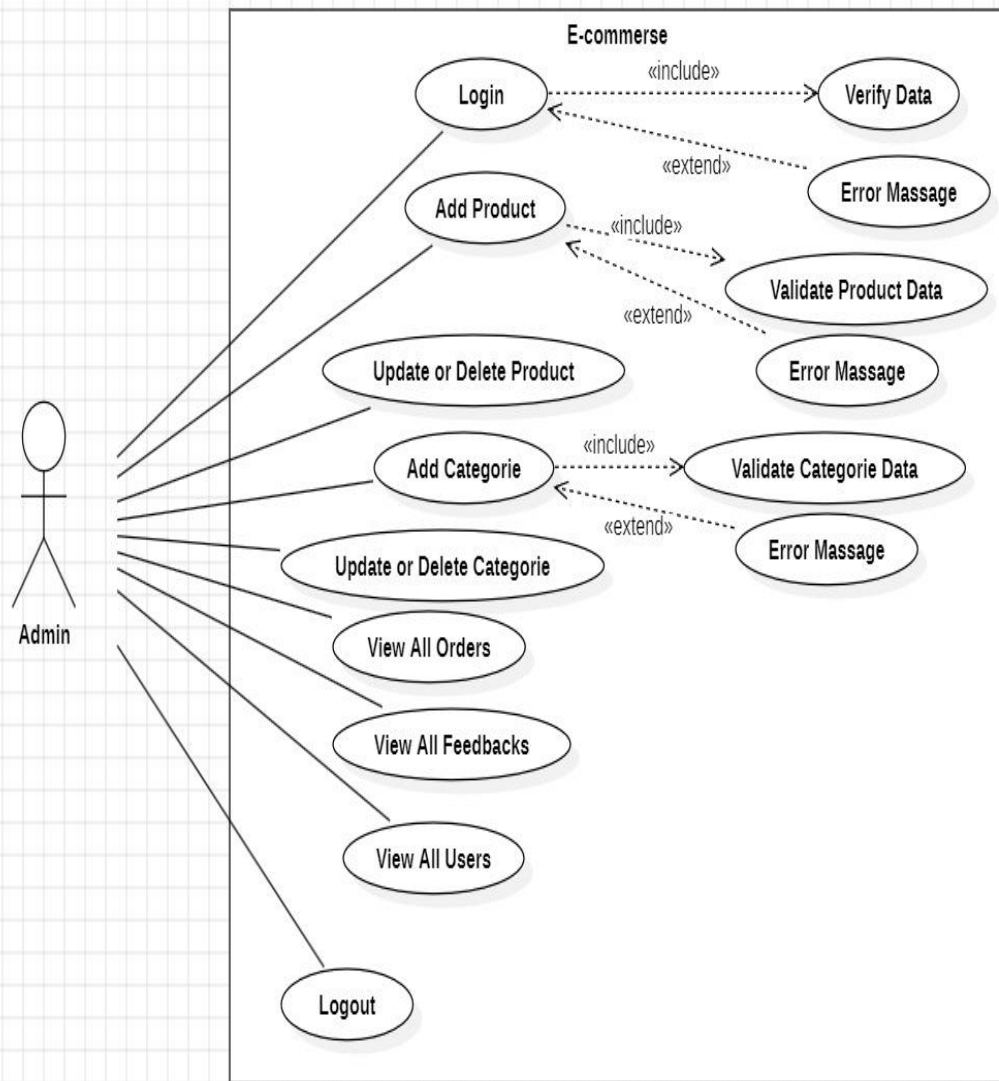 E-commerse
Login
«include»
Verify Data
«extend»
Error Massage
Add Product
«include»
Validate Product Data
«extend»
Error Massage
Update or Delete Product
Add Categorie
«include»
Validate Categorie Data
«extend»
Error Massage
Update or Delete Categorie
Admin
View All Orders
View All Feedbacks
View All Users
Logout